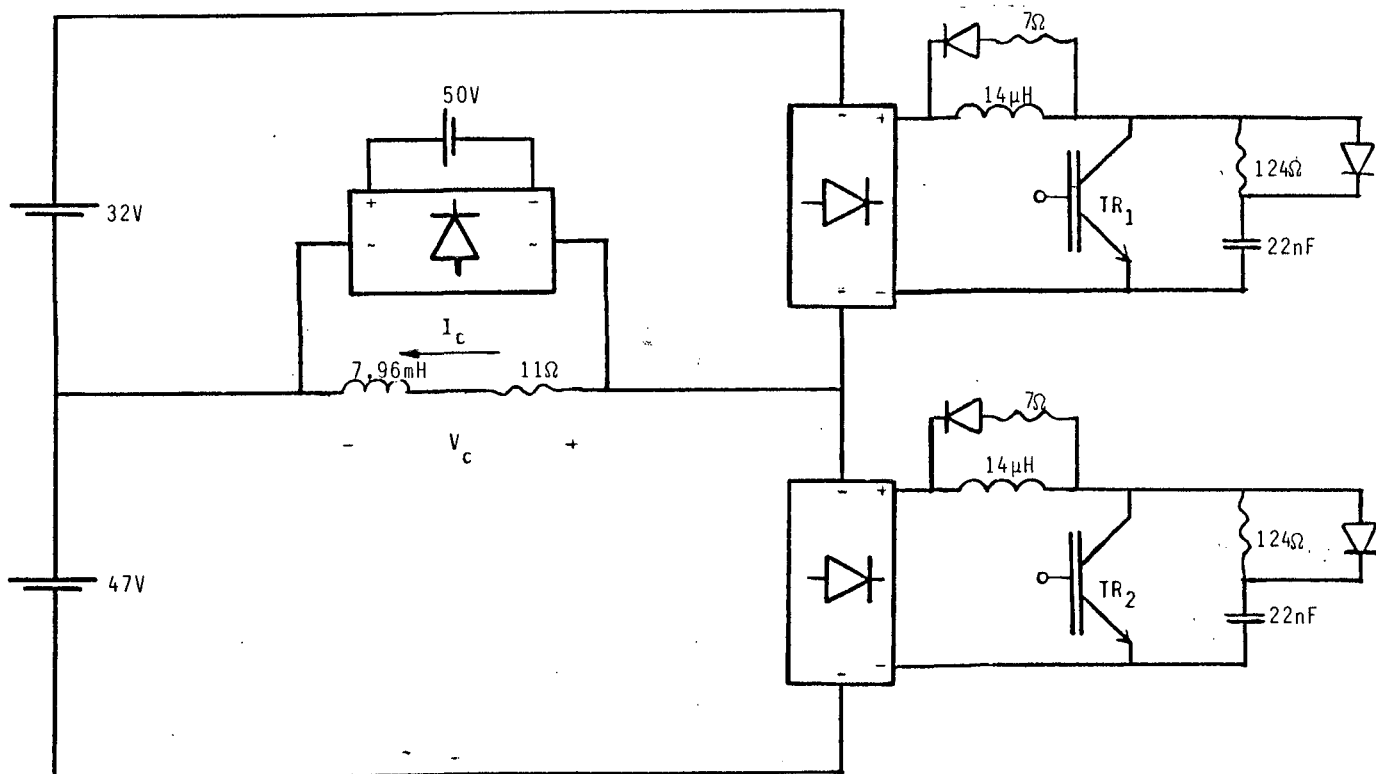 7Ω
14μH
50V
+ -
~ ~
32V
~ +
~ -
TR1
124Ω
22nF
Ic
7.96mH 11Ω
- Vc +
7Ω
14μH
47V
~ +
~ -
TR2
124Ω
22nF